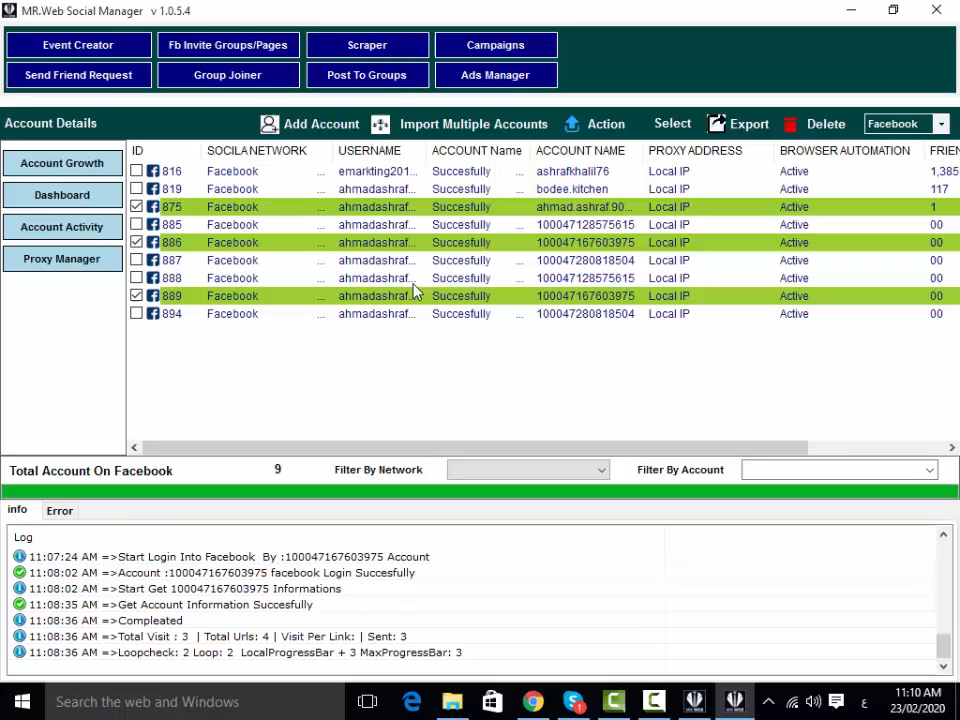 MR.Web Social Manager v 1.0.5.4
Event Creator Fb Invite Groups/Pages Scraper Campaigns
Send Friend Request Group Joiner Post To Groups Ads Manager
Account Details Add Account Import Multiple Accounts Action Select Export Delete Facebook
Account Growth
Dashboard
Account Activity
Proxy Manager
ID SOCILA NETWORK USERNAME ACCOUNT Name ACCOUNT NAME PROXY ADDRESS BROWSER AUTOMATION FRIEN
816 Facebook ... emarkting201... Succesfully ... ashrafkhalil76 Local IP Active 1,385
819 Facebook ... ahmadashraf... Succesfully ... bodee.kitchen Local IP Active 117
875 Facebook ... ahmadashraf... Succesfully ... ahmad.ashraf.90... Local IP Active 1
885 Facebook ... ahmadashraf... Succesfully ... 100047128575615 Local IP Active 00
886 Facebook ... ahmadashraf... Succesfully ... 100047167603975 Local IP Active 00
887 Facebook ... ahmadashraf... Succesfully ... 100047280818504 Local IP Active 00
888 Facebook ... ahmadashraf... Succesfully ... 100047128575615 Local IP Active 00
889 Facebook ... ahmadashraf... Succesfully ... 100047167603975 Local IP Active 00
894 Facebook ... ahmadashraf... Succesfully ... 100047280818504 Local IP Active 00
Total Account On Facebook 9 Filter By Network Filter By Account
info Error
Log
11:07:24 AM =>Start Login Into Facebook By :100047167603975 Account
11:08:02 AM =>Account :100047167603975 facebook Login Succesfully
11:08:02 AM =>Start Get 100047167603975 Informations
11:08:35 AM =>Get Account Information Succesfully
11:08:36 AM =>Compleated
11:08:36 AM =>Total Visit : 3 | Total Urls: 4 | Visit Per Link: | Sent: 3
11:08:36 AM =>Loopcheck: 2 Loop: 2 LocalProgressBar + 3 MaxProgressBar: 3
Search the web and Windows
1
ع
11:10 AM
23/02/2020